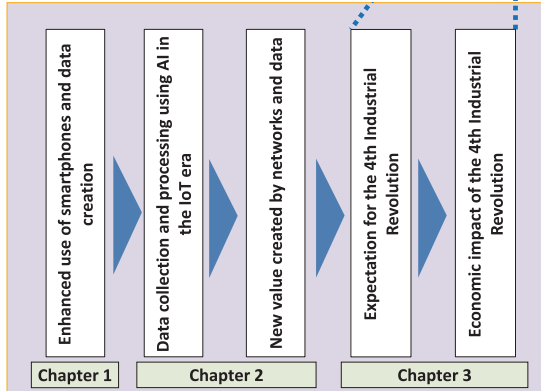 Enhanced use of smartphones and data
creation
Data collection and processing using AI in
the IoT era
New value created by networks and data
Expectation for the 4th Industrial
Revolution
Economic impact of the 4th Industrial
Revolution
Chapter 1
Chapter 2
Chapter 3